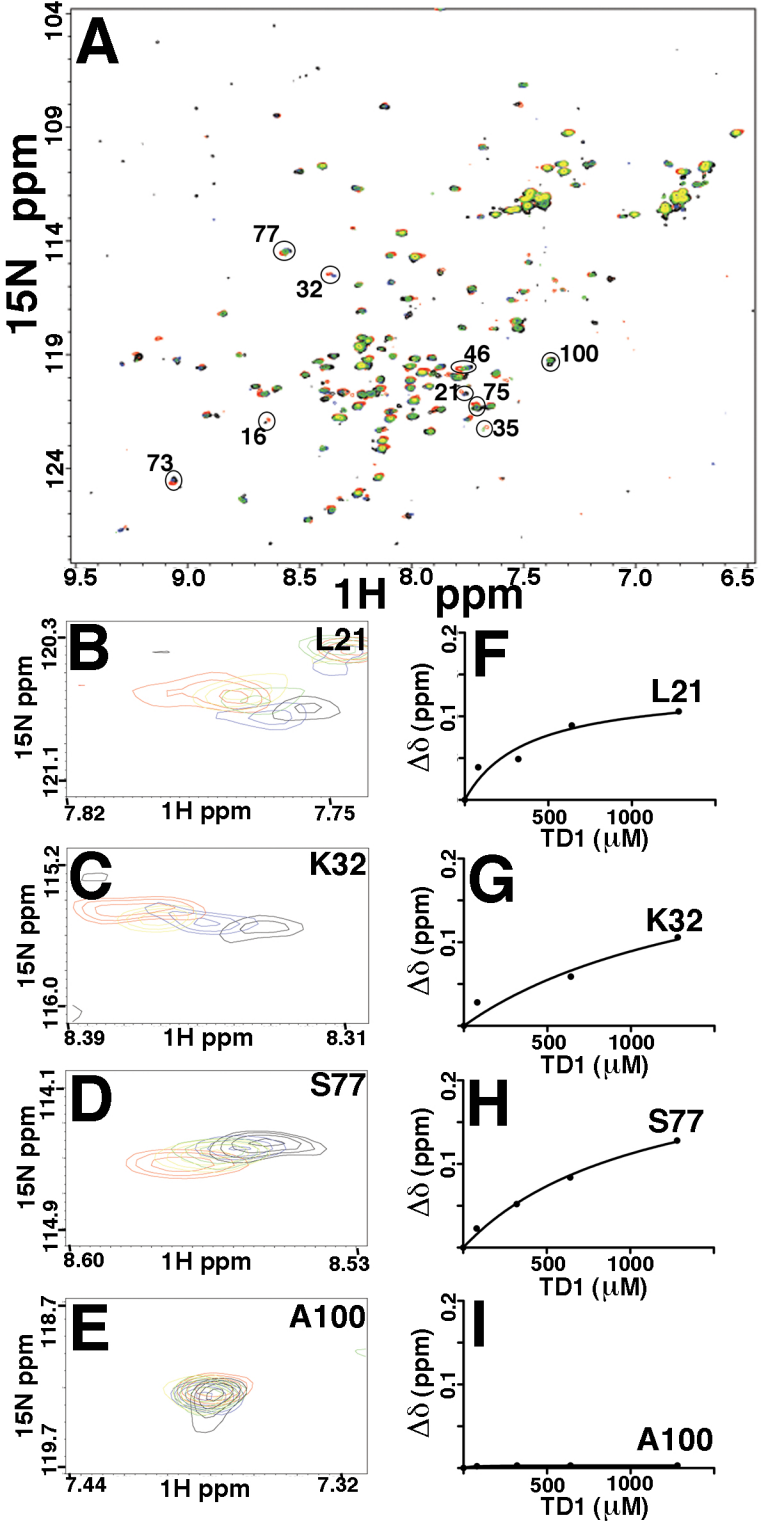 A
104
109
114
119
124
15N ppm
77
32
46
100
21
75
35
16
73
9.5 9.0 8.5 8.0 7.5 7.0 6.5
1H ppm
B
L21
120.3
121.1
15N ppm
7.82 1H ppm 7.75
F
L21
0.2
0.1
Δδ (ppm)
500 1000
TD1 (μM)
C
K32
115.2
116.0
15N ppm
8.39 1H ppm 8.31
G
K32
0.2
0.1
Δδ (ppm)
500 1000
TD1 (μM)
D
S77
114.1
114.9
15N ppm
8.60 1H ppm 8.53
H
S77
0.2
0.1
Δδ (ppm)
500 1000
TD1 (μM)
E
A100
118.7
119.7
15N ppm
7.44 1H ppm 7.32
I
A100
0.2
0.1
Δδ (ppm)
500 1000
TD1 (μM)